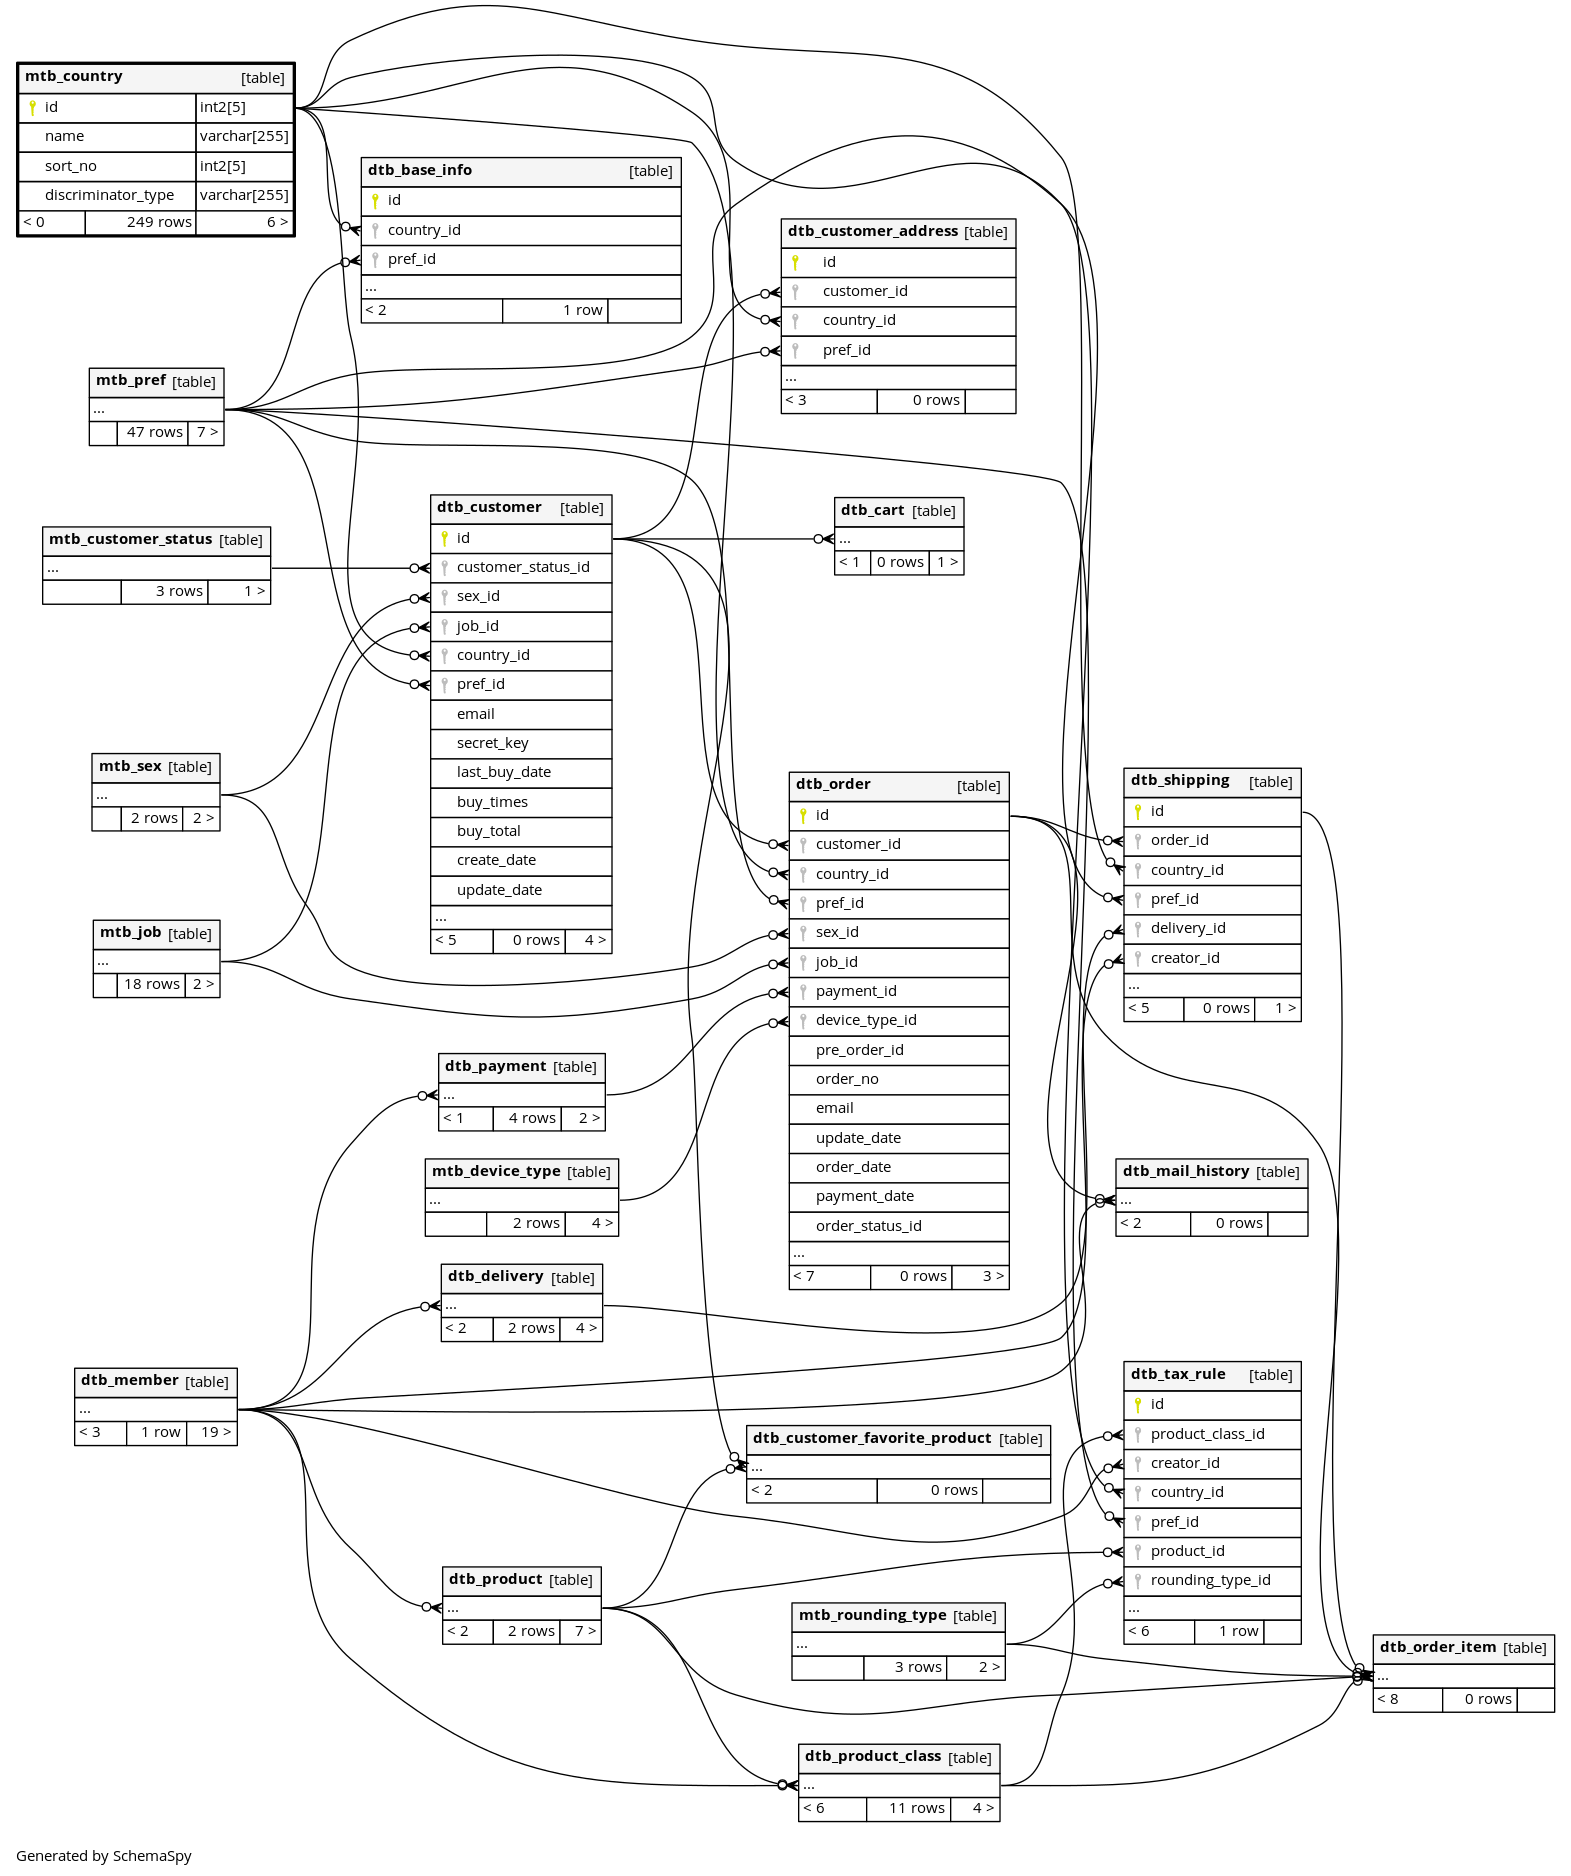 mtb_country [table]
id int2[5]
name varchar[255]
sort_no int2[5]
discriminator_type varchar[255]
< 0 249 rows 6 >
dtb_base_info [table]
id
country_id
pref_id
...
< 2 1 row
dtb_customer_address [table]
id
customer_id
country_id
pref_id
...
< 3 0 rows
mtb_pref [table]
...
47 rows 7 >
mtb_customer_status [table]
...
3 rows 1 >
dtb_customer [table]
id
customer_status_id
sex_id
job_id
country_id
pref_id
email
secret_key
last_buy_date
buy_times
buy_total
create_date
update_date
...
< 5 0 rows 4 >
dtb_cart [table]
...
< 1 0 rows 1 >
mtb_sex [table]
...
2 rows 2 >
mtb_job [table]
...
18 rows 2 >
dtb_order [table]
id
customer_id
country_id
pref_id
sex_id
job_id
payment_id
device_type_id
pre_order_id
order_no
email
update_date
order_date
payment_date
order_status_id
...
< 7 0 rows 3 >
dtb_shipping [table]
id
order_id
country_id
pref_id
delivery_id
creator_id
...
< 5 0 rows 1 >
dtb_payment [table]
...
< 1 4 rows 2 >
mtb_device_type [table]
...
2 rows 4 >
dtb_mail_history [table]
...
< 2 0 rows
dtb_delivery [table]
...
< 2 2 rows 4 >
dtb_member [table]
...
< 3 1 row 19 >
dtb_tax_rule [table]
id
product_class_id
creator_id
country_id
pref_id
product_id
rounding_type_id
...
< 6 1 row
dtb_customer_favorite_product [table]
...
< 2 0 rows
dtb_product [table]
...
< 2 2 rows 7 >
mtb_rounding_type [table]
...
3 rows 2 >
dtb_order_item [table]
...
< 8 0 rows
dtb_product_class [table]
...
< 6 11 rows 4 >
Generated by SchemaSpy